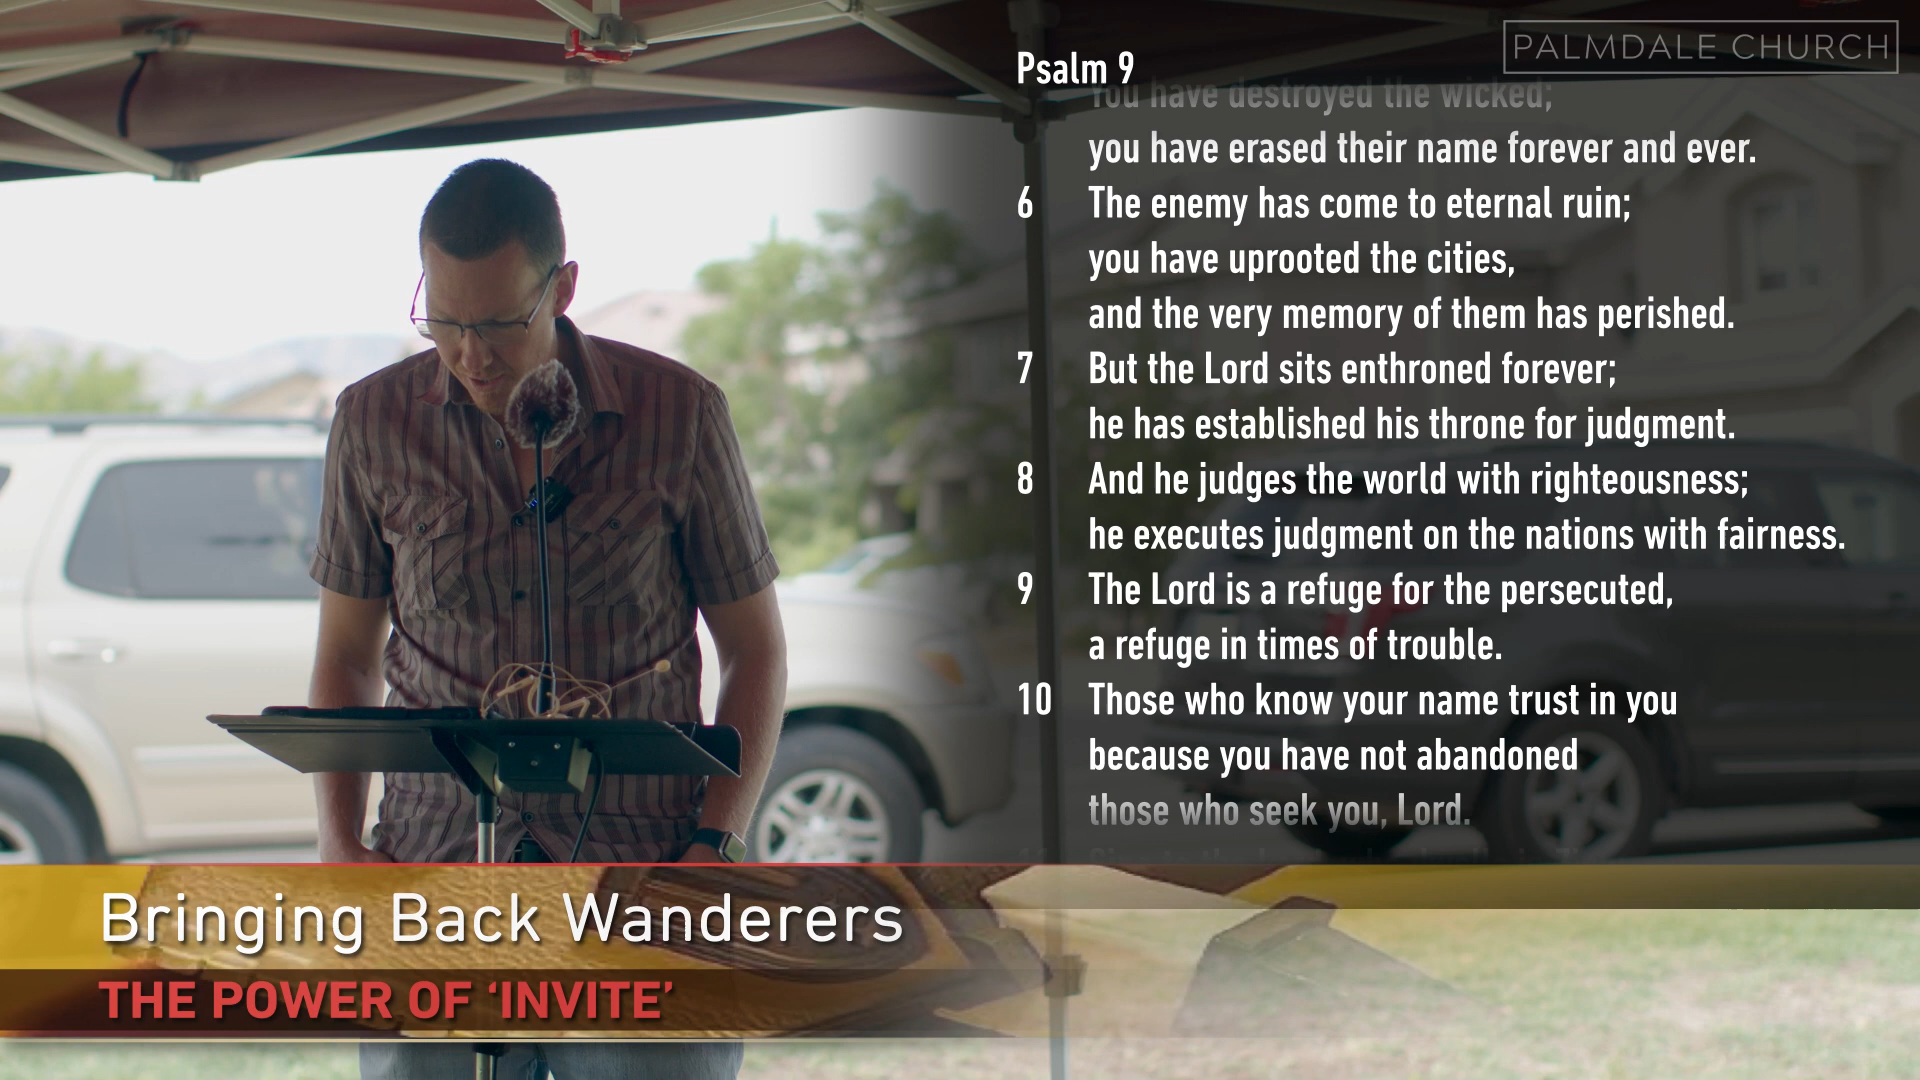 PALMDALE CHURCH
Psalm 9
You have destroyed the wicked;
you have erased their name forever and ever.
6 The enemy has come to eternal ruin;
you have uprooted the cities,
and the very memory of them has perished.
7 But the Lord sits enthroned forever;
he has established his throne for judgment.
8 And he judges the world with righteousness;
he executes judgment on the nations with fairness.
9 The Lord is a refuge for the persecuted,
a refuge in times of trouble.
10 Those who know your name trust in you
because you have not abandoned
those who seek you, Lord.
Bringing Back Wanderers
THE POWER OF ‘INVITE’